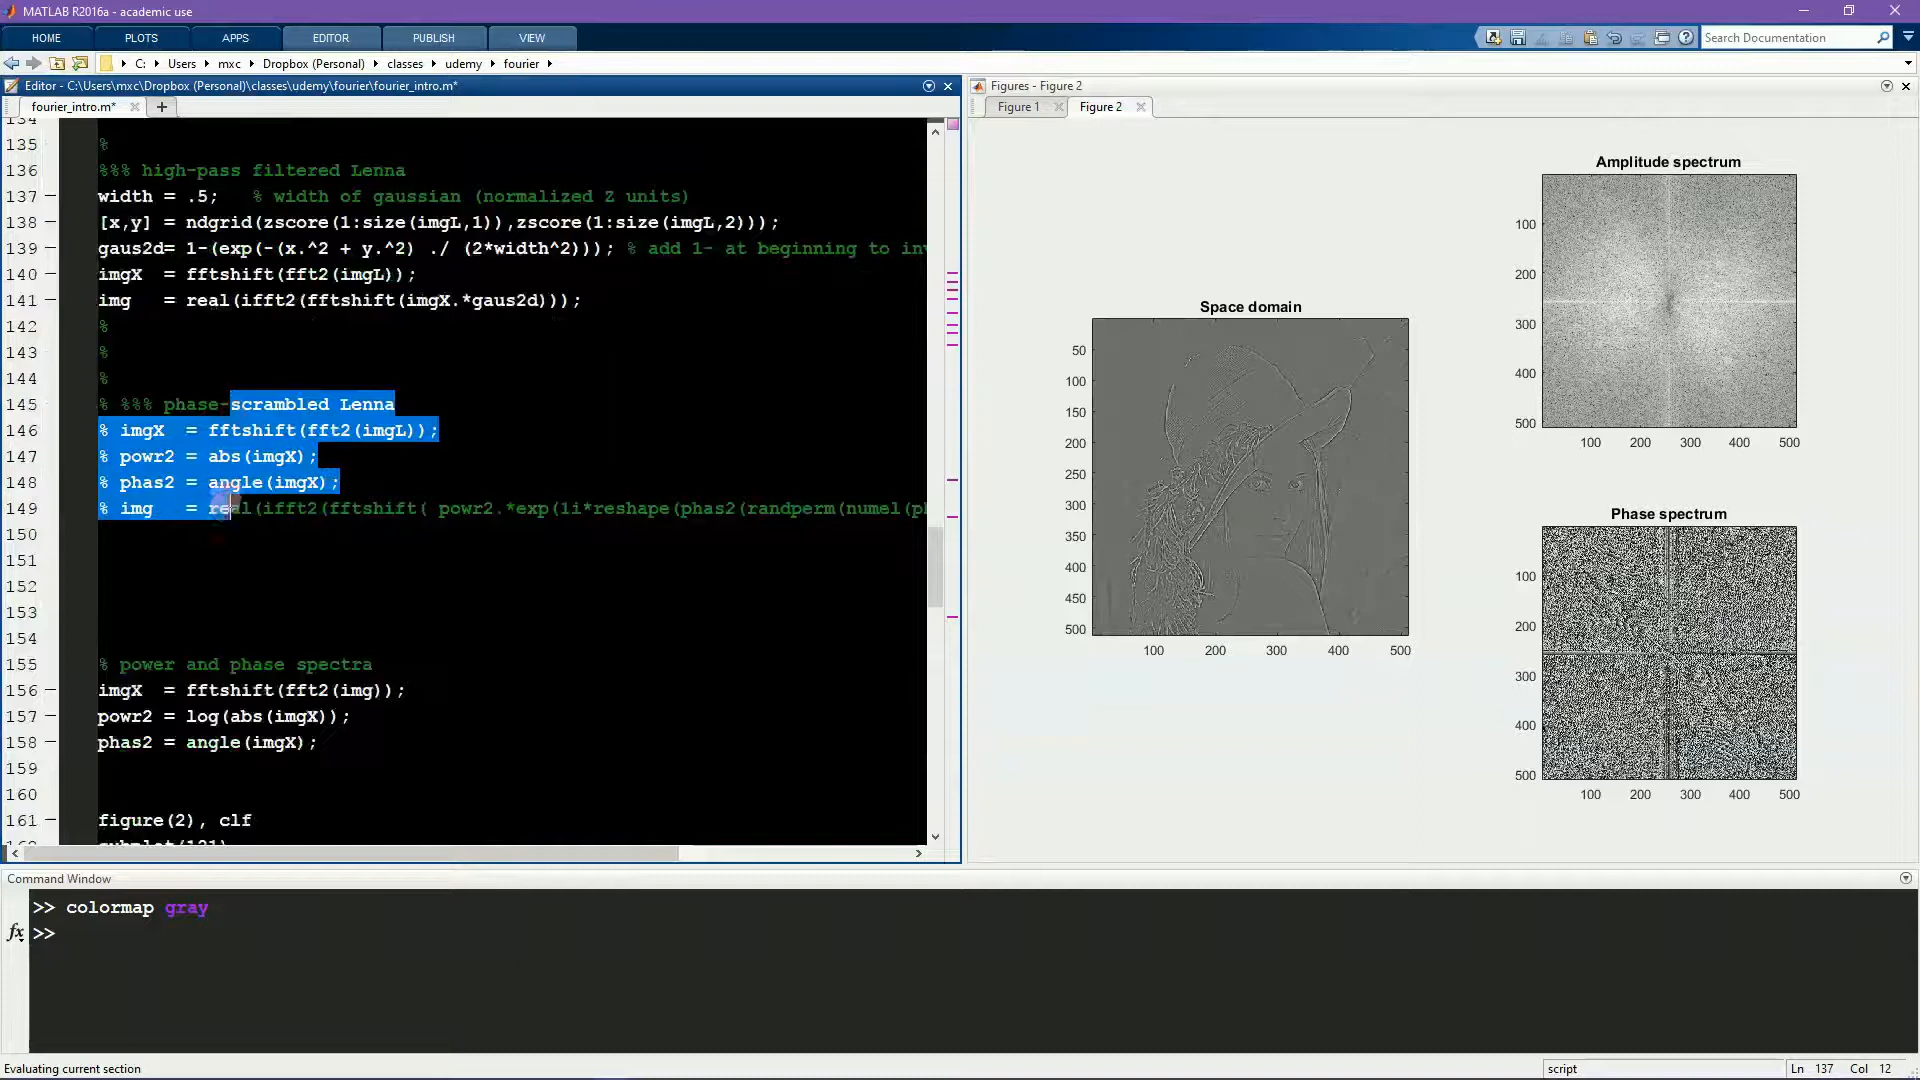 MATLAB R2016a - academic use
HOME PLOTS APPS EDITOR PUBLISH VIEW Search Documentation
C: Users mxc Dropbox (Personal) classes udemy fourier
Editor - C:\Users\mxc\Dropbox (Personal)\classes\udemy\fourier\fourier_intro.m*
fourier_intro.m* +
134
135 %
136 %%% high-pass filtered Lenna
137 width = .5; % width of gaussian (normalized Z units)
138 [x,y] = ndgrid(zscore(1:size(imgL,1)),zscore(1:size(imgL,2)));
139 gaus2d= 1-(exp(-(x.^2 + y.^2) ./ (2*width^2))); % add 1- at beginning to in
140 imgX = fftshift(fft2(imgL));
141 img = real(ifft2(fftshift(imgX.*gaus2d)));
142 %
143 %
144 %
145 % %%% phase-scrambled Lenna
146 % imgX = fftshift(fft2(imgL));
147 % powr2 = abs(imgX);
148 % phas2 = angle(imgX);
149 % img = real(ifft2(fftshift( powr2.*exp(1i*reshape(phas2(randperm(numel(p
150
151
152
153
154
155 % power and phase spectra
156 imgX = fftshift(fft2(img));
157 powr2 = log(abs(imgX));
158 phas2 = angle(imgX);
159
160
161 figure(2), clf
Figures - Figure 2
Figure 1 Figure 2
Space domain
50
100
150
200
250
300
350
400
450
500
100 200 300 400 500
Amplitude spectrum
100
200
300
400
500
100 200 300 400 500
Phase spectrum
100
200
300
400
500
100 200 300 400 500
Command Window
>> colormap gray
fx >>
Evaluating current section
script
Ln 137 Col 12